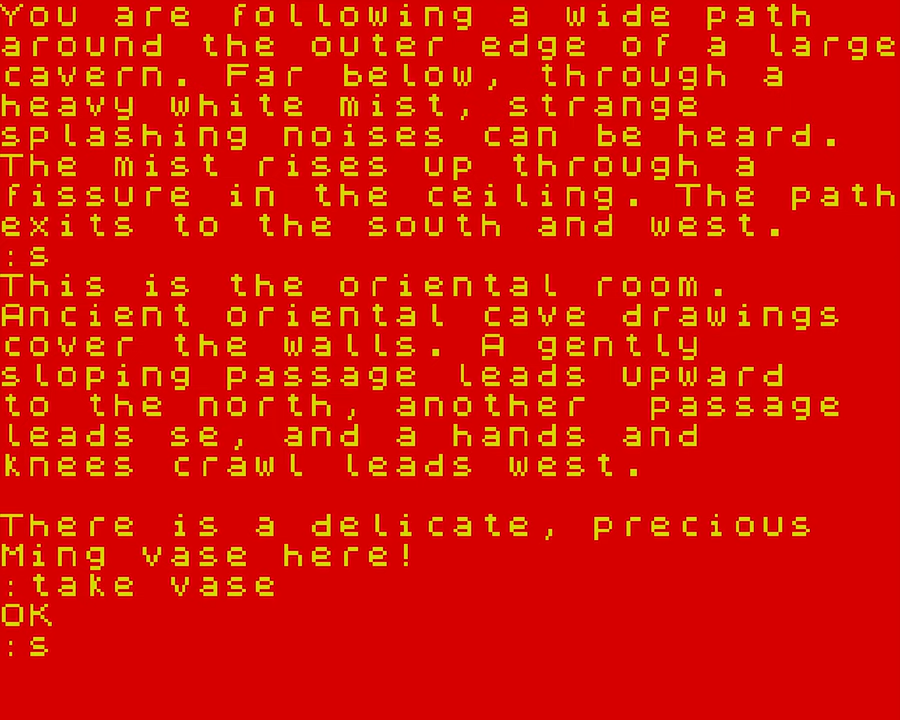 You are following a wide path
around the outer edge of a large
cavern. Far below, through a
heavy white mist, strange
splashing noises can be heard.
The mist rises up through a
fissure in the ceiling. The path
exits to the south and west.
:s
This is the oriental room.
Ancient oriental cave drawings
cover the walls. A gently
sloping passage leads upward
to the north, another  passage
leads se, and a hands and
knees crawl leads west.

There is a delicate, precious
Ming vase here!
:take vase
OK
:s